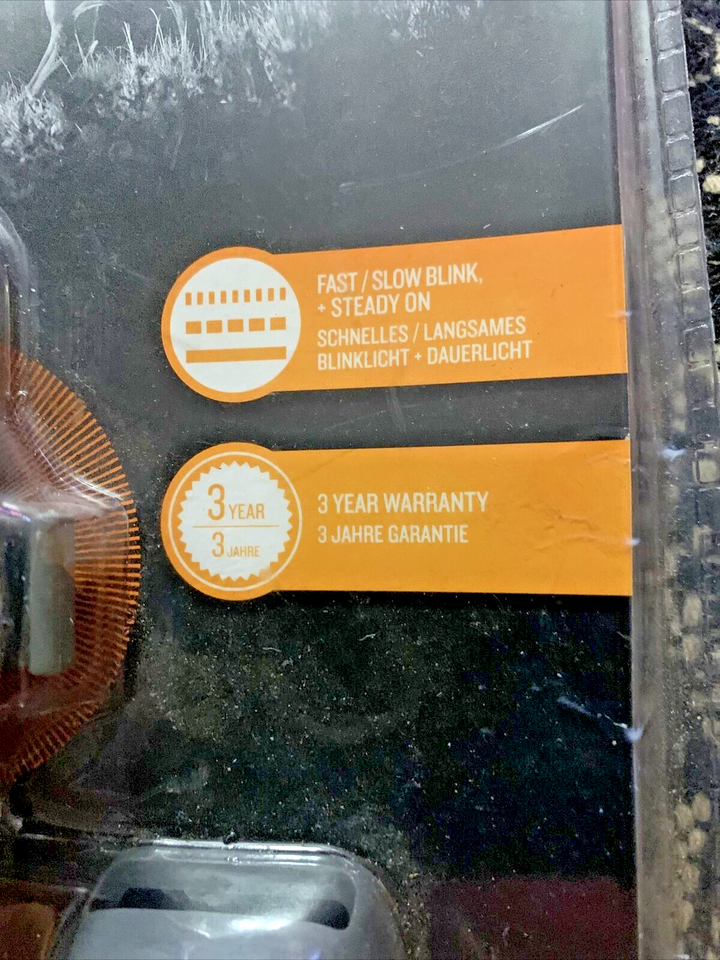 FAST / SLOW BLINK,
+ STEADY ON
SCHNELLES / LANGSAMES
BLINKLICHT + DAUERLICHT
3 YEAR
3 JAHRE
3 YEAR WARRANTY
3 JAHRE GARANTIE